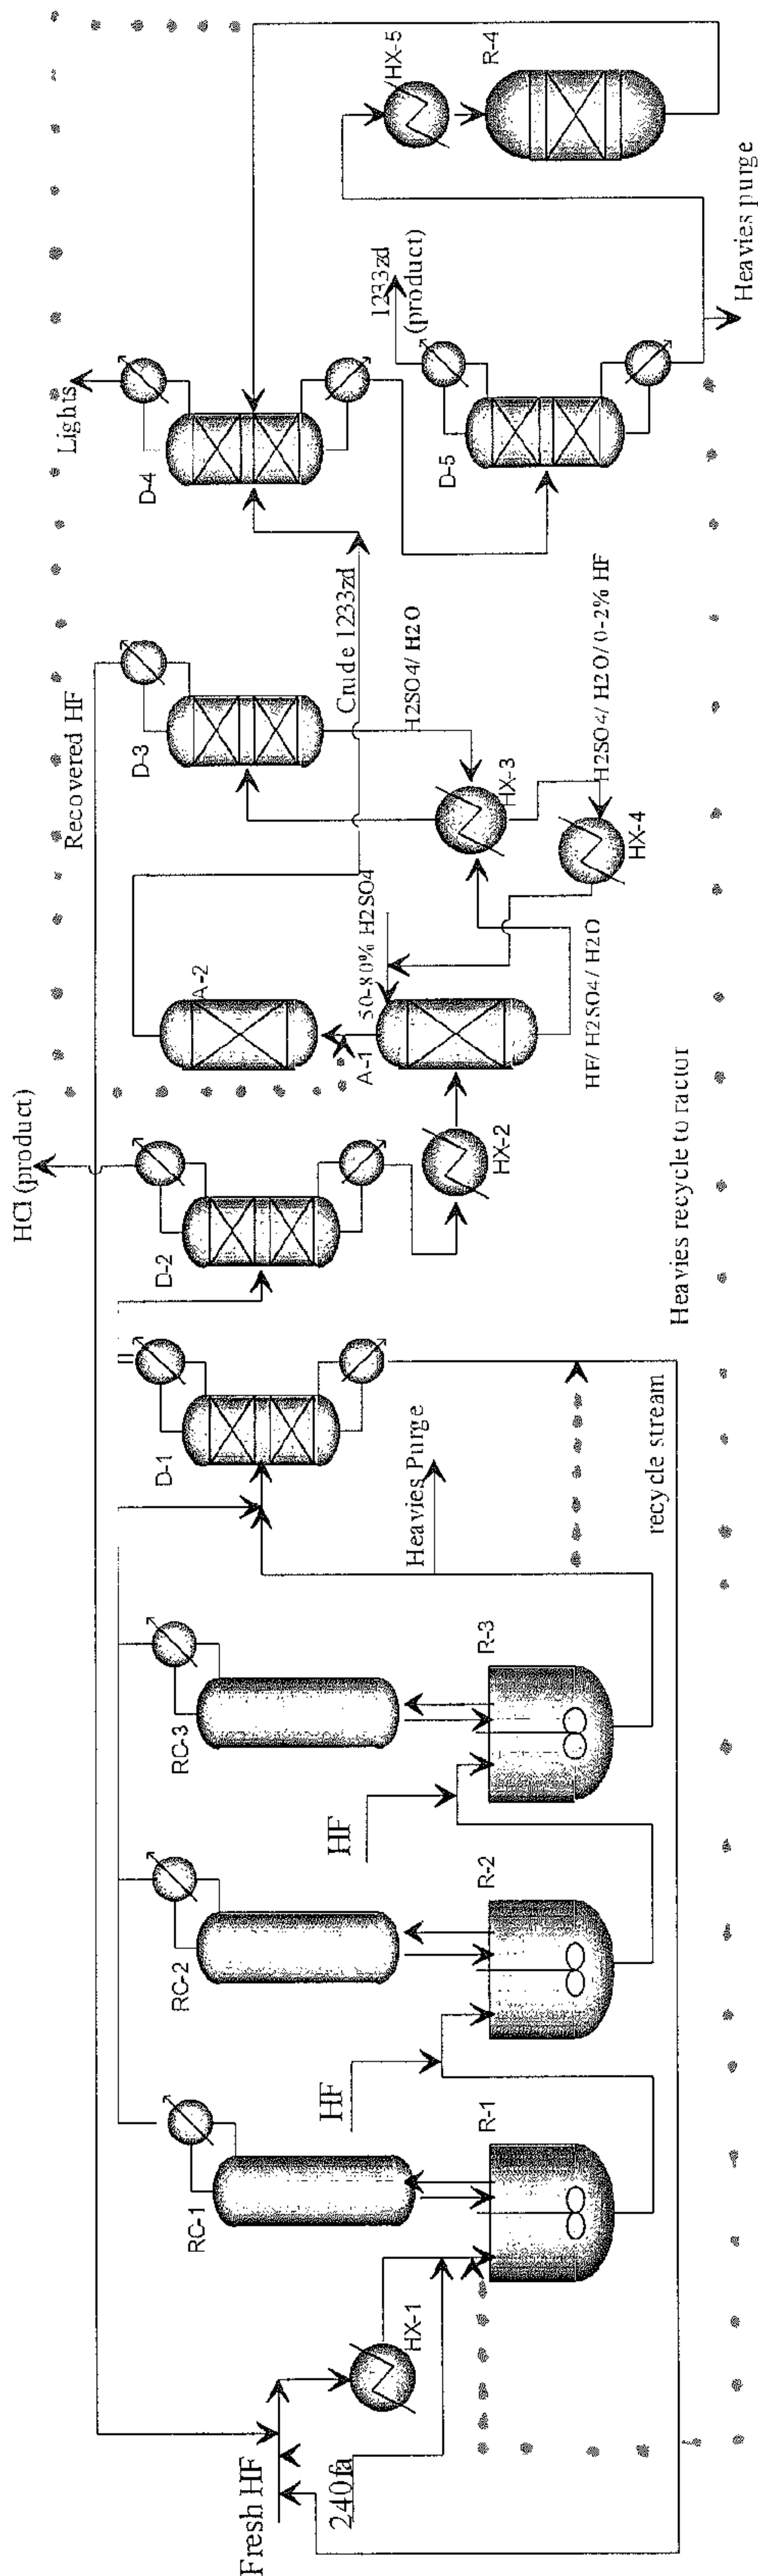 Fresh HF
240fa
HX-1
RC-1
R-1
HF
RC-2
R-2
HF
RC-3
R-3
Heavies Purge
recycle stream
D-1
HCl (product)
D-2
HX-2
Heavies recycle to ractor
A-1
A-2
50-80% H2SO4
HF/ H2SO4/ H2O
Recovered HF
D-3
HX-3
HX-4
H2SO4/ H2O
H2SO4/ H2O/ 0-2% HF
Crude 1233zd
Lights
D-4
D-5
1233zd
(product)
HX-5
R-4
Heavies purge